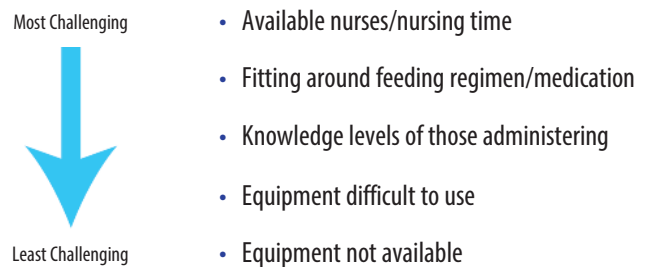 Most Challenging
• Available nurses/nursing time
• Fitting around feeding regimen/medication
• Knowledge levels of those administering
• Equipment difficult to use
Least Challenging
• Equipment not available